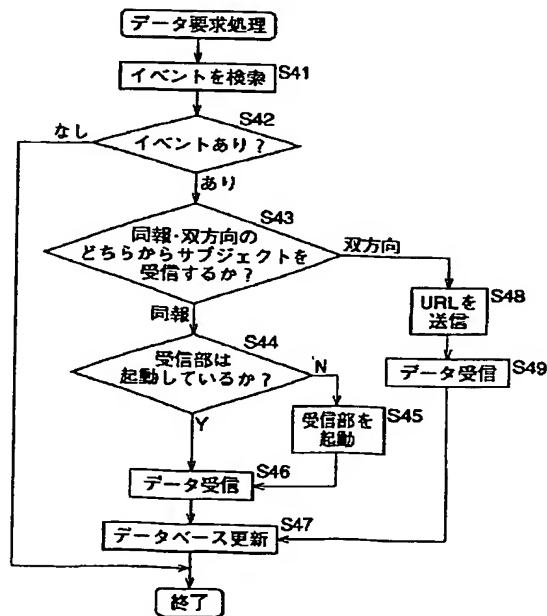 データ要求処理
イベントを検索
S41
S42
なし
イベントあり？
あり
S43
同報・双方向の
どちらからサブジェクトを
受信するか？
双方向
同報
URLを
送信
S48
S44
受信部は
起動しているか？
N
データ受信
S49
Y
受信部を
起動
S45
S46
データ受信
S47
データベース更新
終了